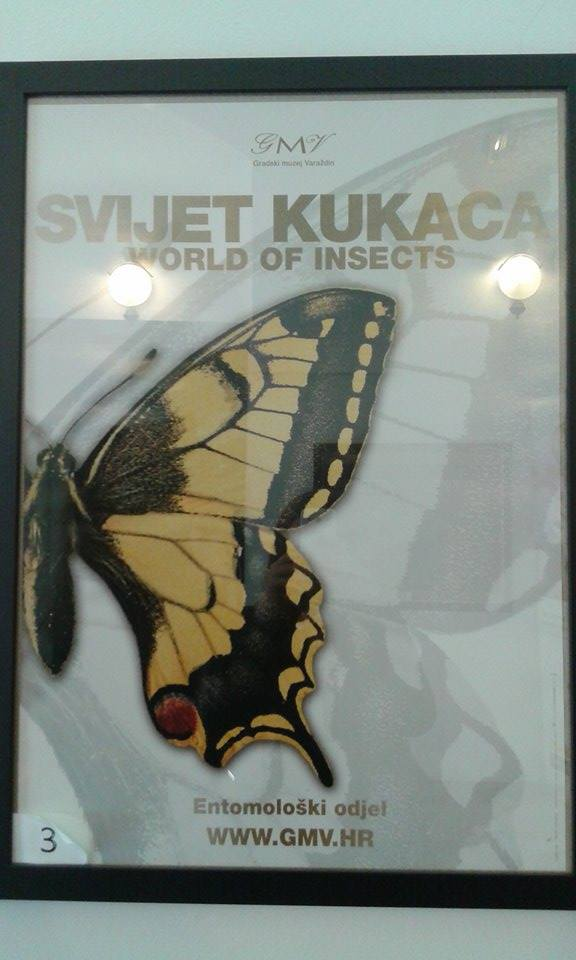 GMV
Gradski muzej Varaždin
SVIJET KUKACA
WORLD OF INSECTS
Entomološki odjel
WWW.GMV.HR
3